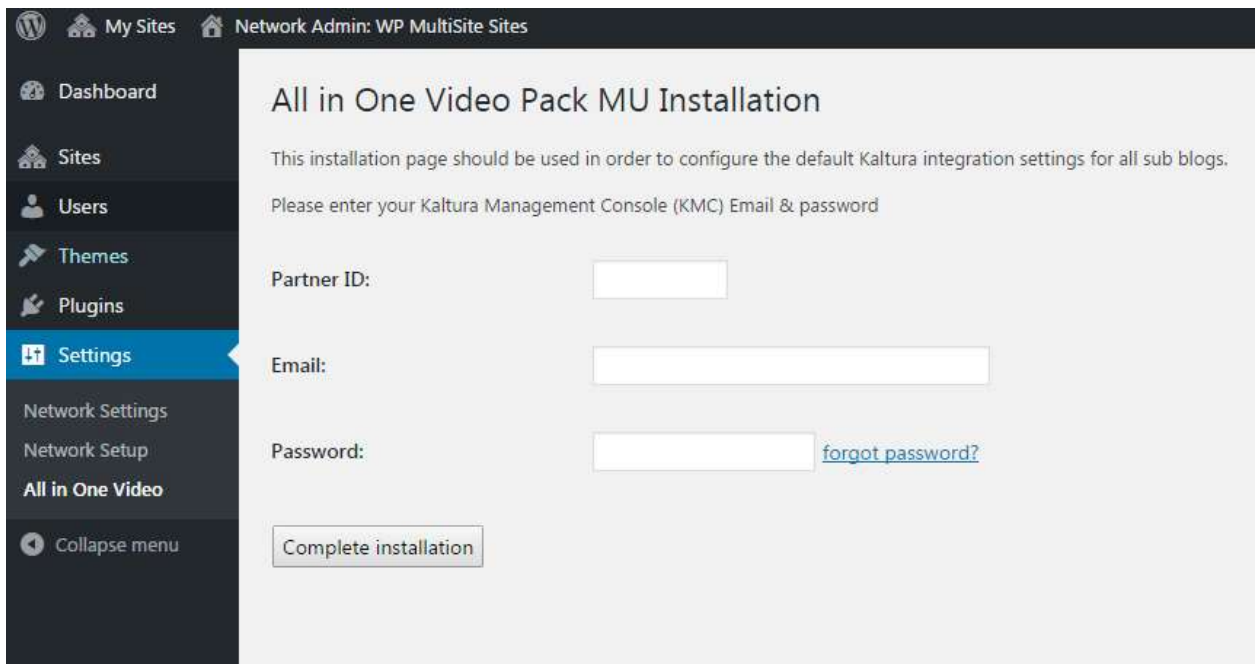 My Sites Network Admin: WP MultiSite Sites
Dashboard
Sites
Users
Themes
Plugins
Settings
Network Settings
Network Setup
All in One Video
Collapse menu
All in One Video Pack MU Installation
This installation page should be used in order to configure the default Kaltura integration settings for all sub blogs.
Please enter your Kaltura Management Console (KMC) Email & password
Partner ID:
Email:
Password: forgot password?
Complete installation